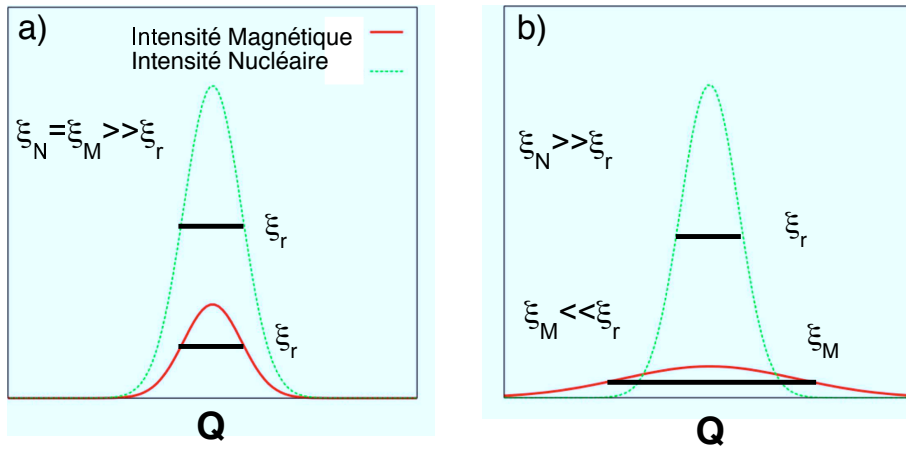 a)
Intensité Magnétique
Intensité Nucléaire
ξN=ξM>>ξr
ξr
ξr
Q
b)
ξN>>ξr
ξr
ξM<<ξr
ξM
Q